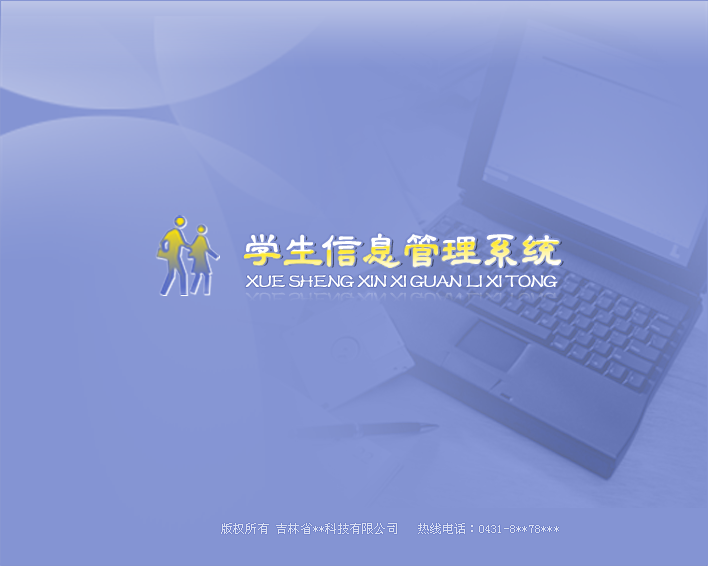 学生信息管理系统
XUE SHENG XIN XI GUAN LI XI TONG
版权所有 吉林省**科技有限公司 热线电话：0431-8**78***